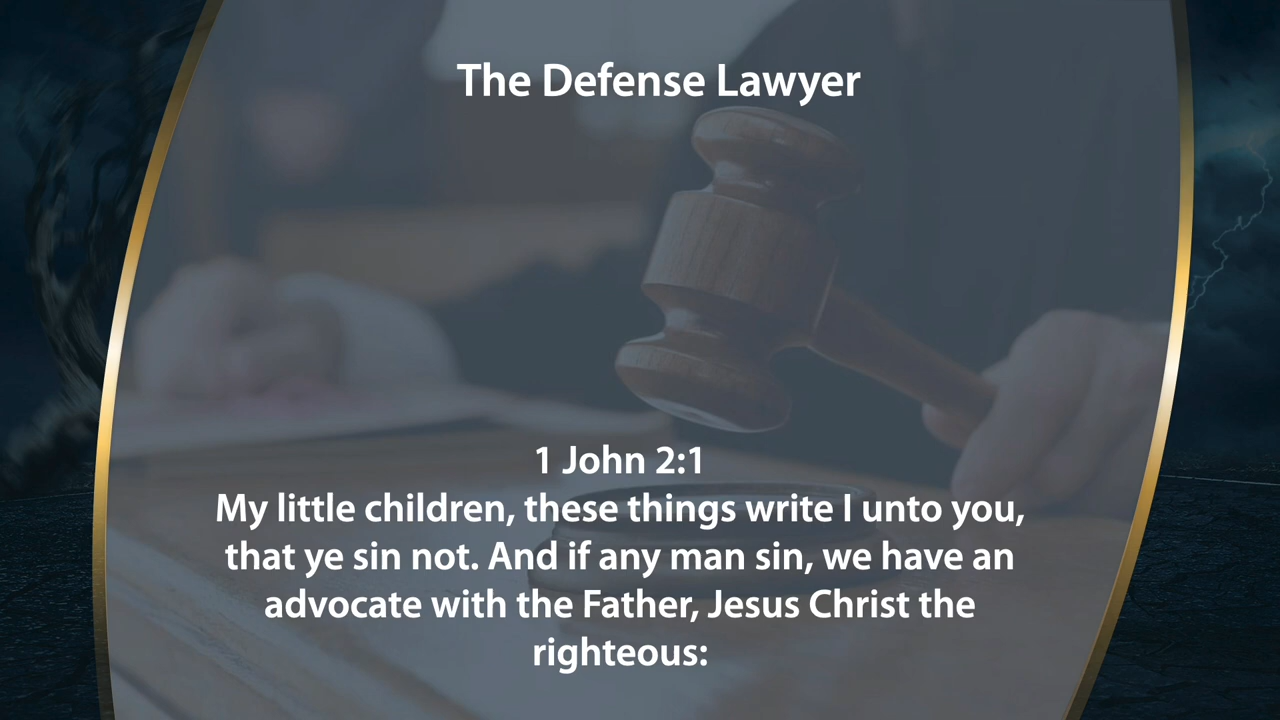 The Defense Lawyer
1 John 2:1
My little children, these things write I unto you,
that ye sin not. And if any man sin, we have an
advocate with the Father, Jesus Christ the
righteous: